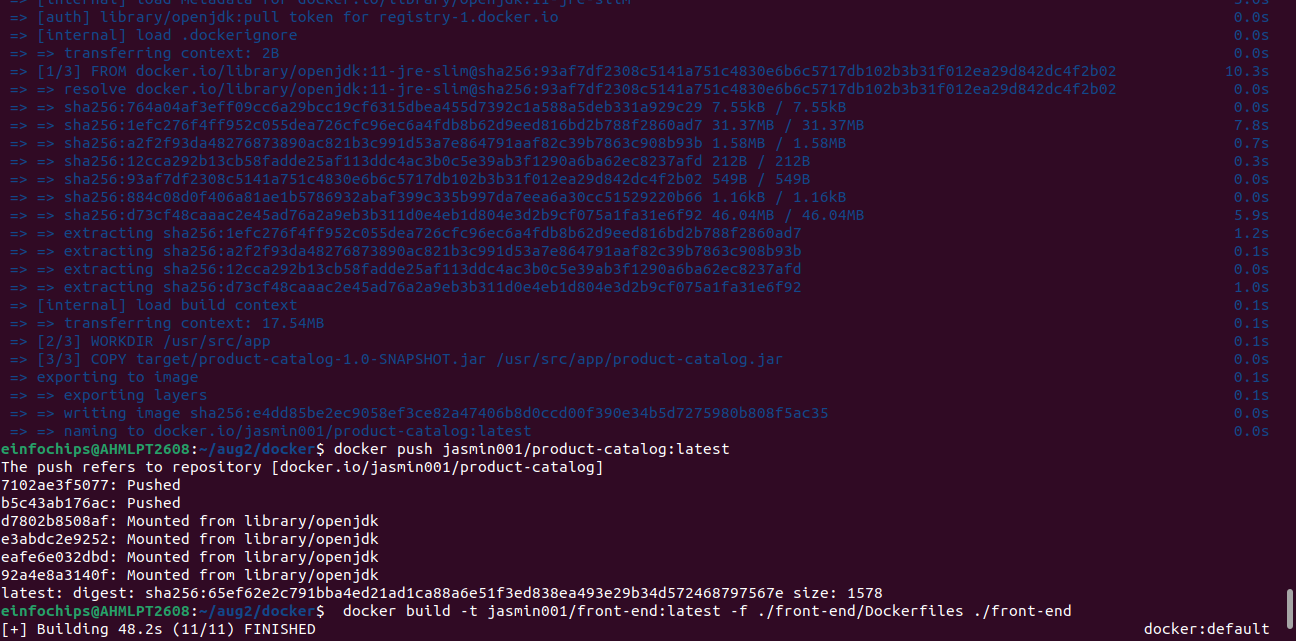 => [internal] load metadata for docker.io/library/openjdk:11-jre-slim 3.0s
=> [auth] library/openjdk:pull token for registry-1.docker.io 0.0s
=> [internal] load .dockerignore 0.0s
=> => transferring context: 2B 0.0s
=> [1/3] FROM docker.io/library/openjdk:11-jre-slim@sha256:93af7df2308c5141a751c4830e6b6c5717db102b3b31f012ea29d842dc4f2b02 10.3s
=> => resolve docker.io/library/openjdk:11-jre-slim@sha256:93af7df2308c5141a751c4830e6b6c5717db102b3b31f012ea29d842dc4f2b02 0.0s
=> => sha256:764a04af3eff09cc6a29bcc19cf6315dbea455d7392c1a588a5deb331a929c29 7.55kB / 7.55kB 0.0s
=> => sha256:1efc276f4ff952c055dea726cfc96ec6a4fdb8b62d9eed816bd2b788f2860ad7 31.37MB / 31.37MB 7.8s
=> => sha256:a2f2f93da48276873890ac821b3c991d53a7e864791aaf82c39b7863c908b93b 1.58MB / 1.58MB 0.7s
=> => sha256:12cca292b13cb58fadde25af113ddc4ac3b0c5e39ab3f1290a6ba62ec8237afd 212B / 212B 0.3s
=> => sha256:93af7df2308c5141a751c4830e6b6c5717db102b3b31f012ea29d842dc4f2b02 549B / 549B 0.0s
=> => sha256:884c08d0f406a81ae1b5786932abaf399c335b997da7eea6a30cc51529220b66 1.16kB / 1.16kB 0.0s
=> => sha256:d73cf48caaac2e45ad76a2a9eb3b311d0e4eb1d804e3d2b9cf075a1fa31e6f92 46.04MB / 46.04MB 5.9s
=> => extracting sha256:1efc276f4ff952c055dea726cfc96ec6a4fdb8b62d9eed816bd2b788f2860ad7 1.2s
=> => extracting sha256:a2f2f93da48276873890ac821b3c991d53a7e864791aaf82c39b7863c908b93b 0.1s
=> => extracting sha256:12cca292b13cb58fadde25af113ddc4ac3b0c5e39ab3f1290a6ba62ec8237afd 0.0s
=> => extracting sha256:d73cf48caaac2e45ad76a2a9eb3b311d0e4eb1d804e3d2b9cf075a1fa31e6f92 1.0s
=> [internal] load build context 0.1s
=> => transferring context: 17.54MB 0.1s
=> [2/3] WORKDIR /usr/src/app 0.1s
=> [3/3] COPY target/product-catalog-1.0-SNAPSHOT.jar /usr/src/app/product-catalog.jar 0.0s
=> exporting to image 0.1s
=> => exporting layers 0.1s
=> => writing image sha256:e4dd85be2ec9058ef3ce82a47406b8d0ccd00f390e34b5d7275980b808f5ac35 0.0s
=> => naming to docker.io/jasmin001/product-catalog:latest 0.0s
einfochips@AHMLPT2608:~/aug2/docker$ docker push jasmin001/product-catalog:latest
The push refers to repository [docker.io/jasmin001/product-catalog]
7102ae3f5077: Pushed
b5c43ab176ac: Pushed
d7802b8508af: Mounted from library/openjdk
e3abdc2e9252: Mounted from library/openjdk
eafe6e032dbd: Mounted from library/openjdk
92a4e8a3140f: Mounted from library/openjdk
latest: digest: sha256:65ef62e2c791bba4ed21ad1ca88a6e51f3ed838ea493e29b34d572468797567e size: 1578
einfochips@AHMLPT2608:~/aug2/docker$  docker build -t jasmin001/front-end:latest -f ./front-end/Dockerfiles ./front-end
[+] Building 48.2s (11/11) FINISHED docker:default